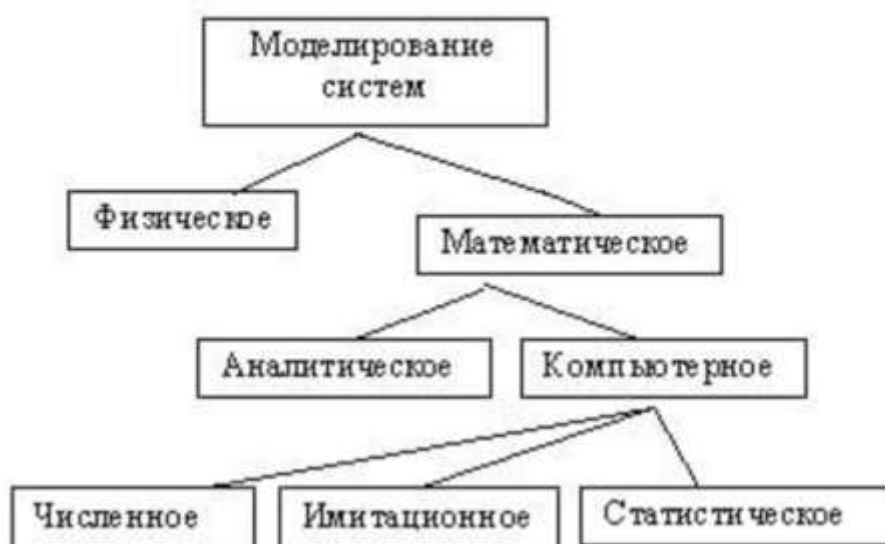 Моделирование
систем
Физическое
Математическое
Аналитическое
Компьютерное
Численное
Имитационное
Статистическое